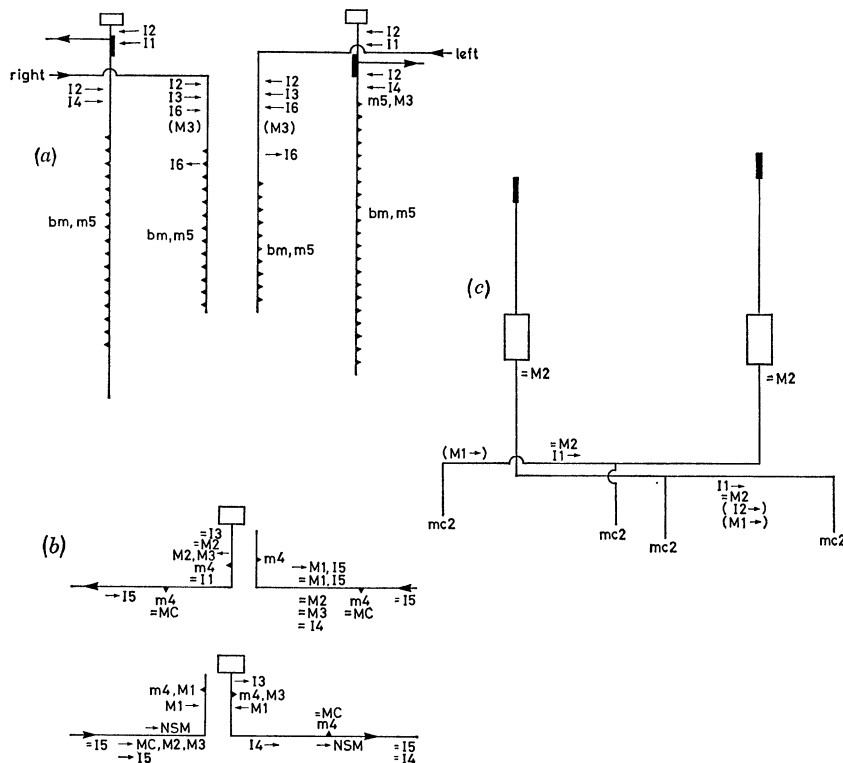 I2
I1
right
I2
I4
I2
I3
I6
(M3)
I6
(a)
bm, m5
bm, m5
I2
I1
left
I2
I3
I6
(M3)
I6
I2
I4
m5, M3
bm, m5
bm, m5
(c)
=M2
=M2
(M1→)
=M2
I1→
I1→
=M2
(I2→)
(M1→)
mc2
mc2
mc2
mc2
(b)
=I3
=M2
M2, M3←
m4
=I1
→I5
m4
=MC
m4
→M1, I5
=M1, I5
=M2
=M3
=I4
m4
=MC
=I5
m4, M1
M1→
→NSM
=I5
→MC, M2, M3
→I5
→I3
m4, M3
←M1
=MC
m4
I4→
→NSM
=I5
=I4